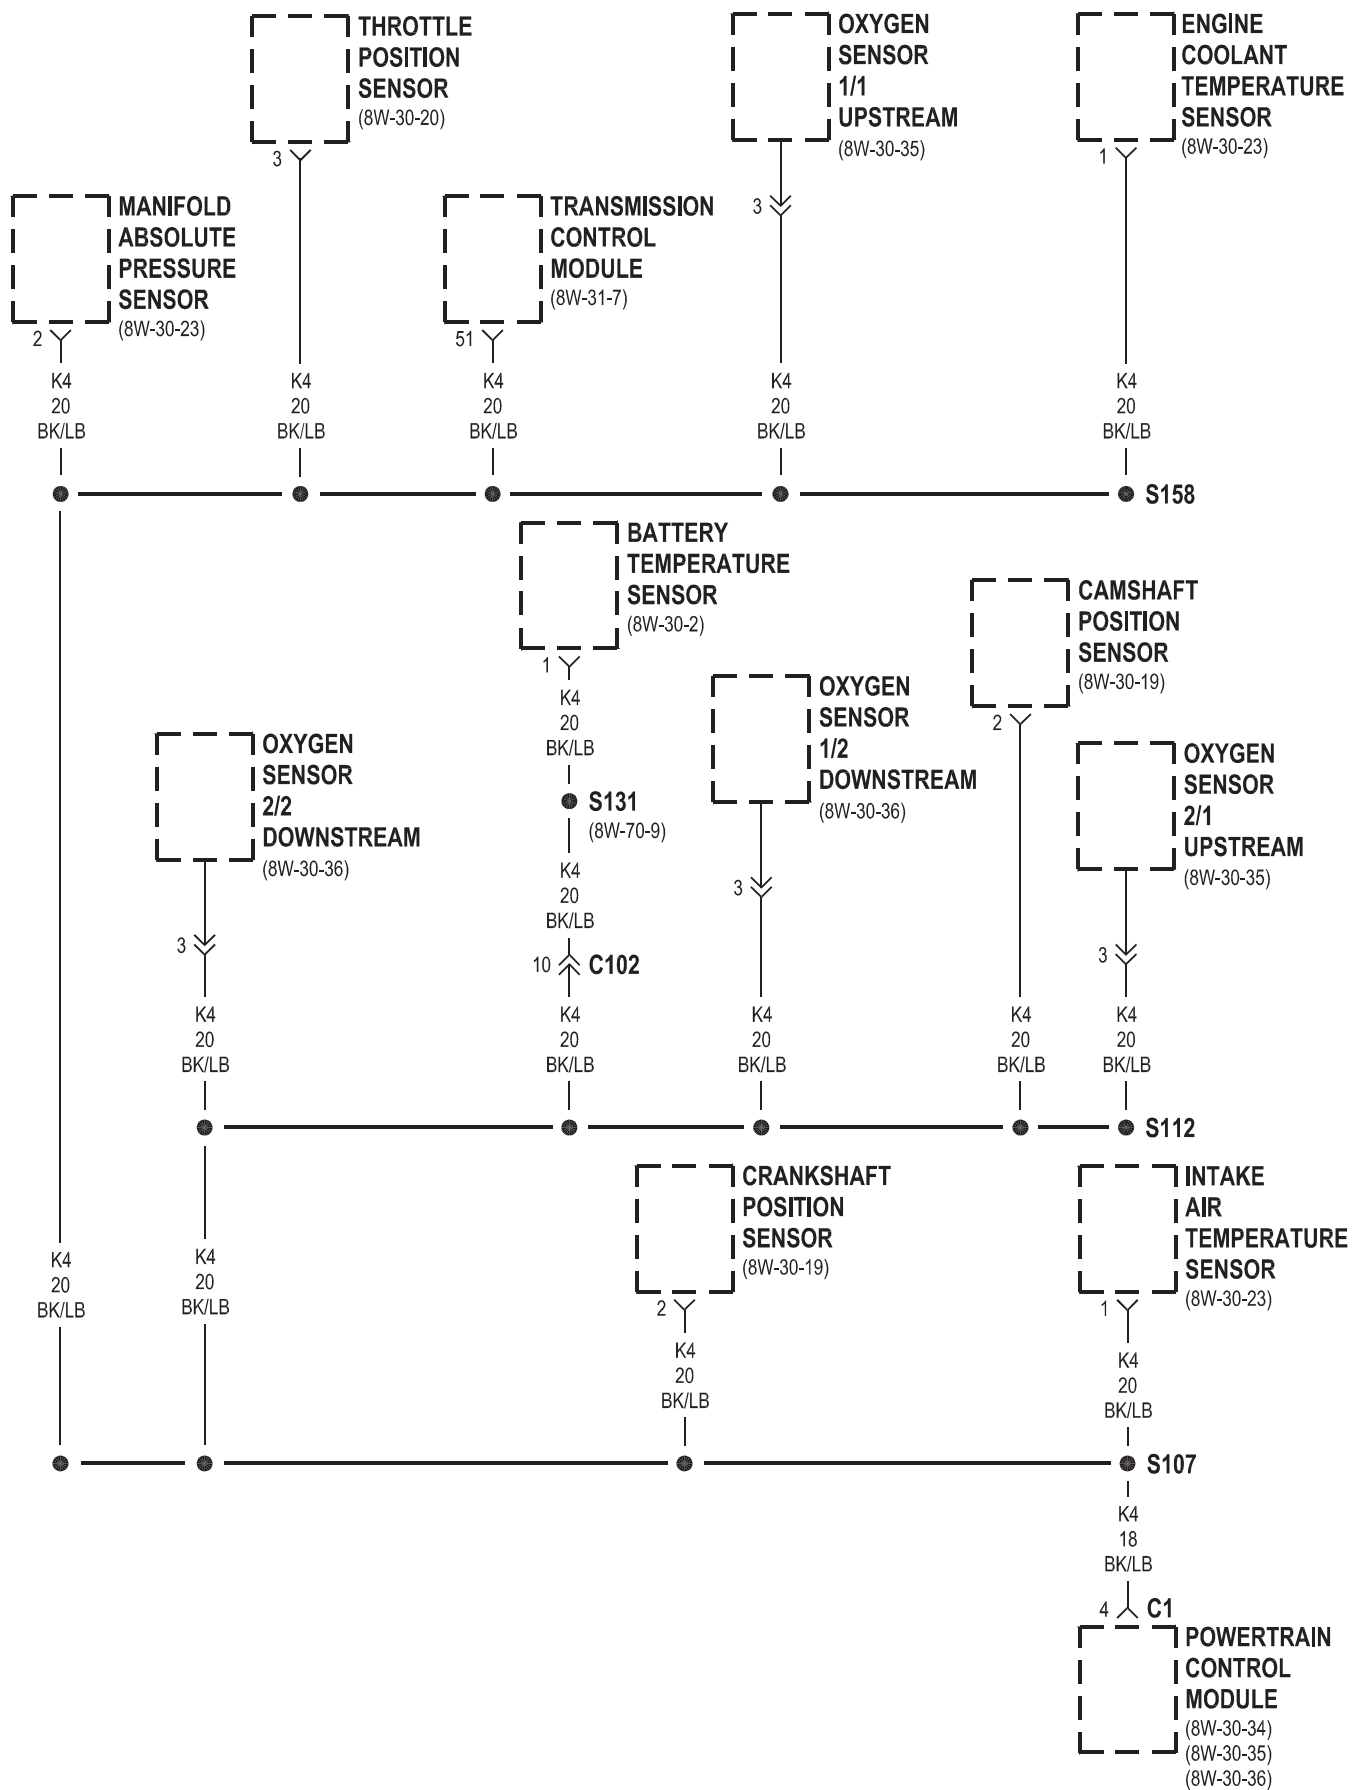 THROTTLE
POSITION
SENSOR
(8W-30-20)
3
OXYGEN
SENSOR
1/1
UPSTREAM
(8W-30-35)
3
ENGINE
COOLANT
TEMPERATURE
SENSOR
(8W-30-23)
1
MANIFOLD
ABSOLUTE
PRESSURE
SENSOR
(8W-30-23)
2
TRANSMISSION
CONTROL
MODULE
(8W-31-7)
51
K4
20
BK/LB
K4
20
BK/LB
K4
20
BK/LB
K4
20
BK/LB
K4
20
BK/LB
S158
BATTERY
TEMPERATURE
SENSOR
(8W-30-2)
1
K4
20
BK/LB
S131
(8W-70-9)
K4
20
BK/LB
10
C102
CAMSHAFT
POSITION
SENSOR
(8W-30-19)
2
OXYGEN
SENSOR
1/2
DOWNSTREAM
(8W-30-36)
3
OXYGEN
SENSOR
2/2
DOWNSTREAM
(8W-30-36)
3
OXYGEN
SENSOR
2/1
UPSTREAM
(8W-30-35)
3
K4
20
BK/LB
K4
20
BK/LB
K4
20
BK/LB
K4
20
BK/LB
K4
20
BK/LB
S112
CRANKSHAFT
POSITION
SENSOR
(8W-30-19)
2
INTAKE
AIR
TEMPERATURE
SENSOR
(8W-30-23)
1
K4
20
BK/LB
K4
20
BK/LB
K4
20
BK/LB
K4
20
BK/LB
S107
K4
18
BK/LB
4
C1
POWERTRAIN
CONTROL
MODULE
(8W-30-34)
(8W-30-35)
(8W-30-36)